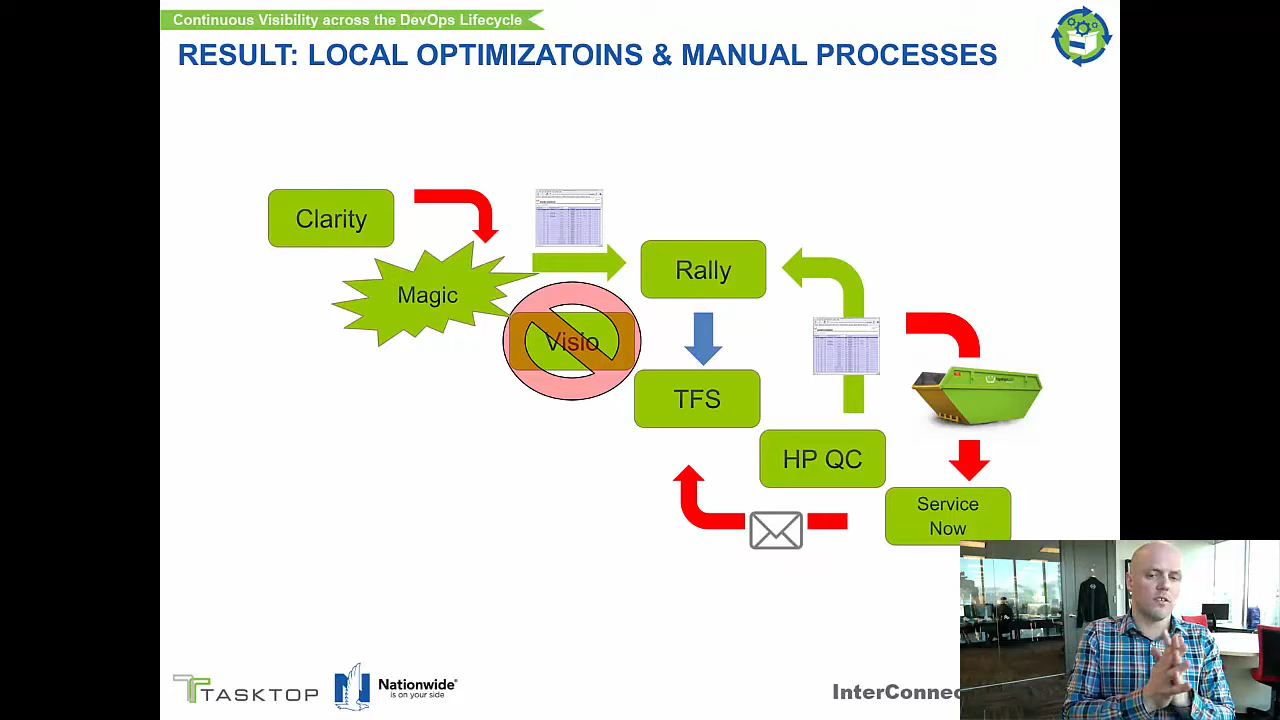 Continuous Visibility across the DevOps Lifecycle
RESULT: LOCAL OPTIMIZATOINS & MANUAL PROCESSES
Clarity
Magic
Rally
Visio
TFS
HP QC
Service
Now
TASKTOP
Nationwide®
is on your side
InterConnec